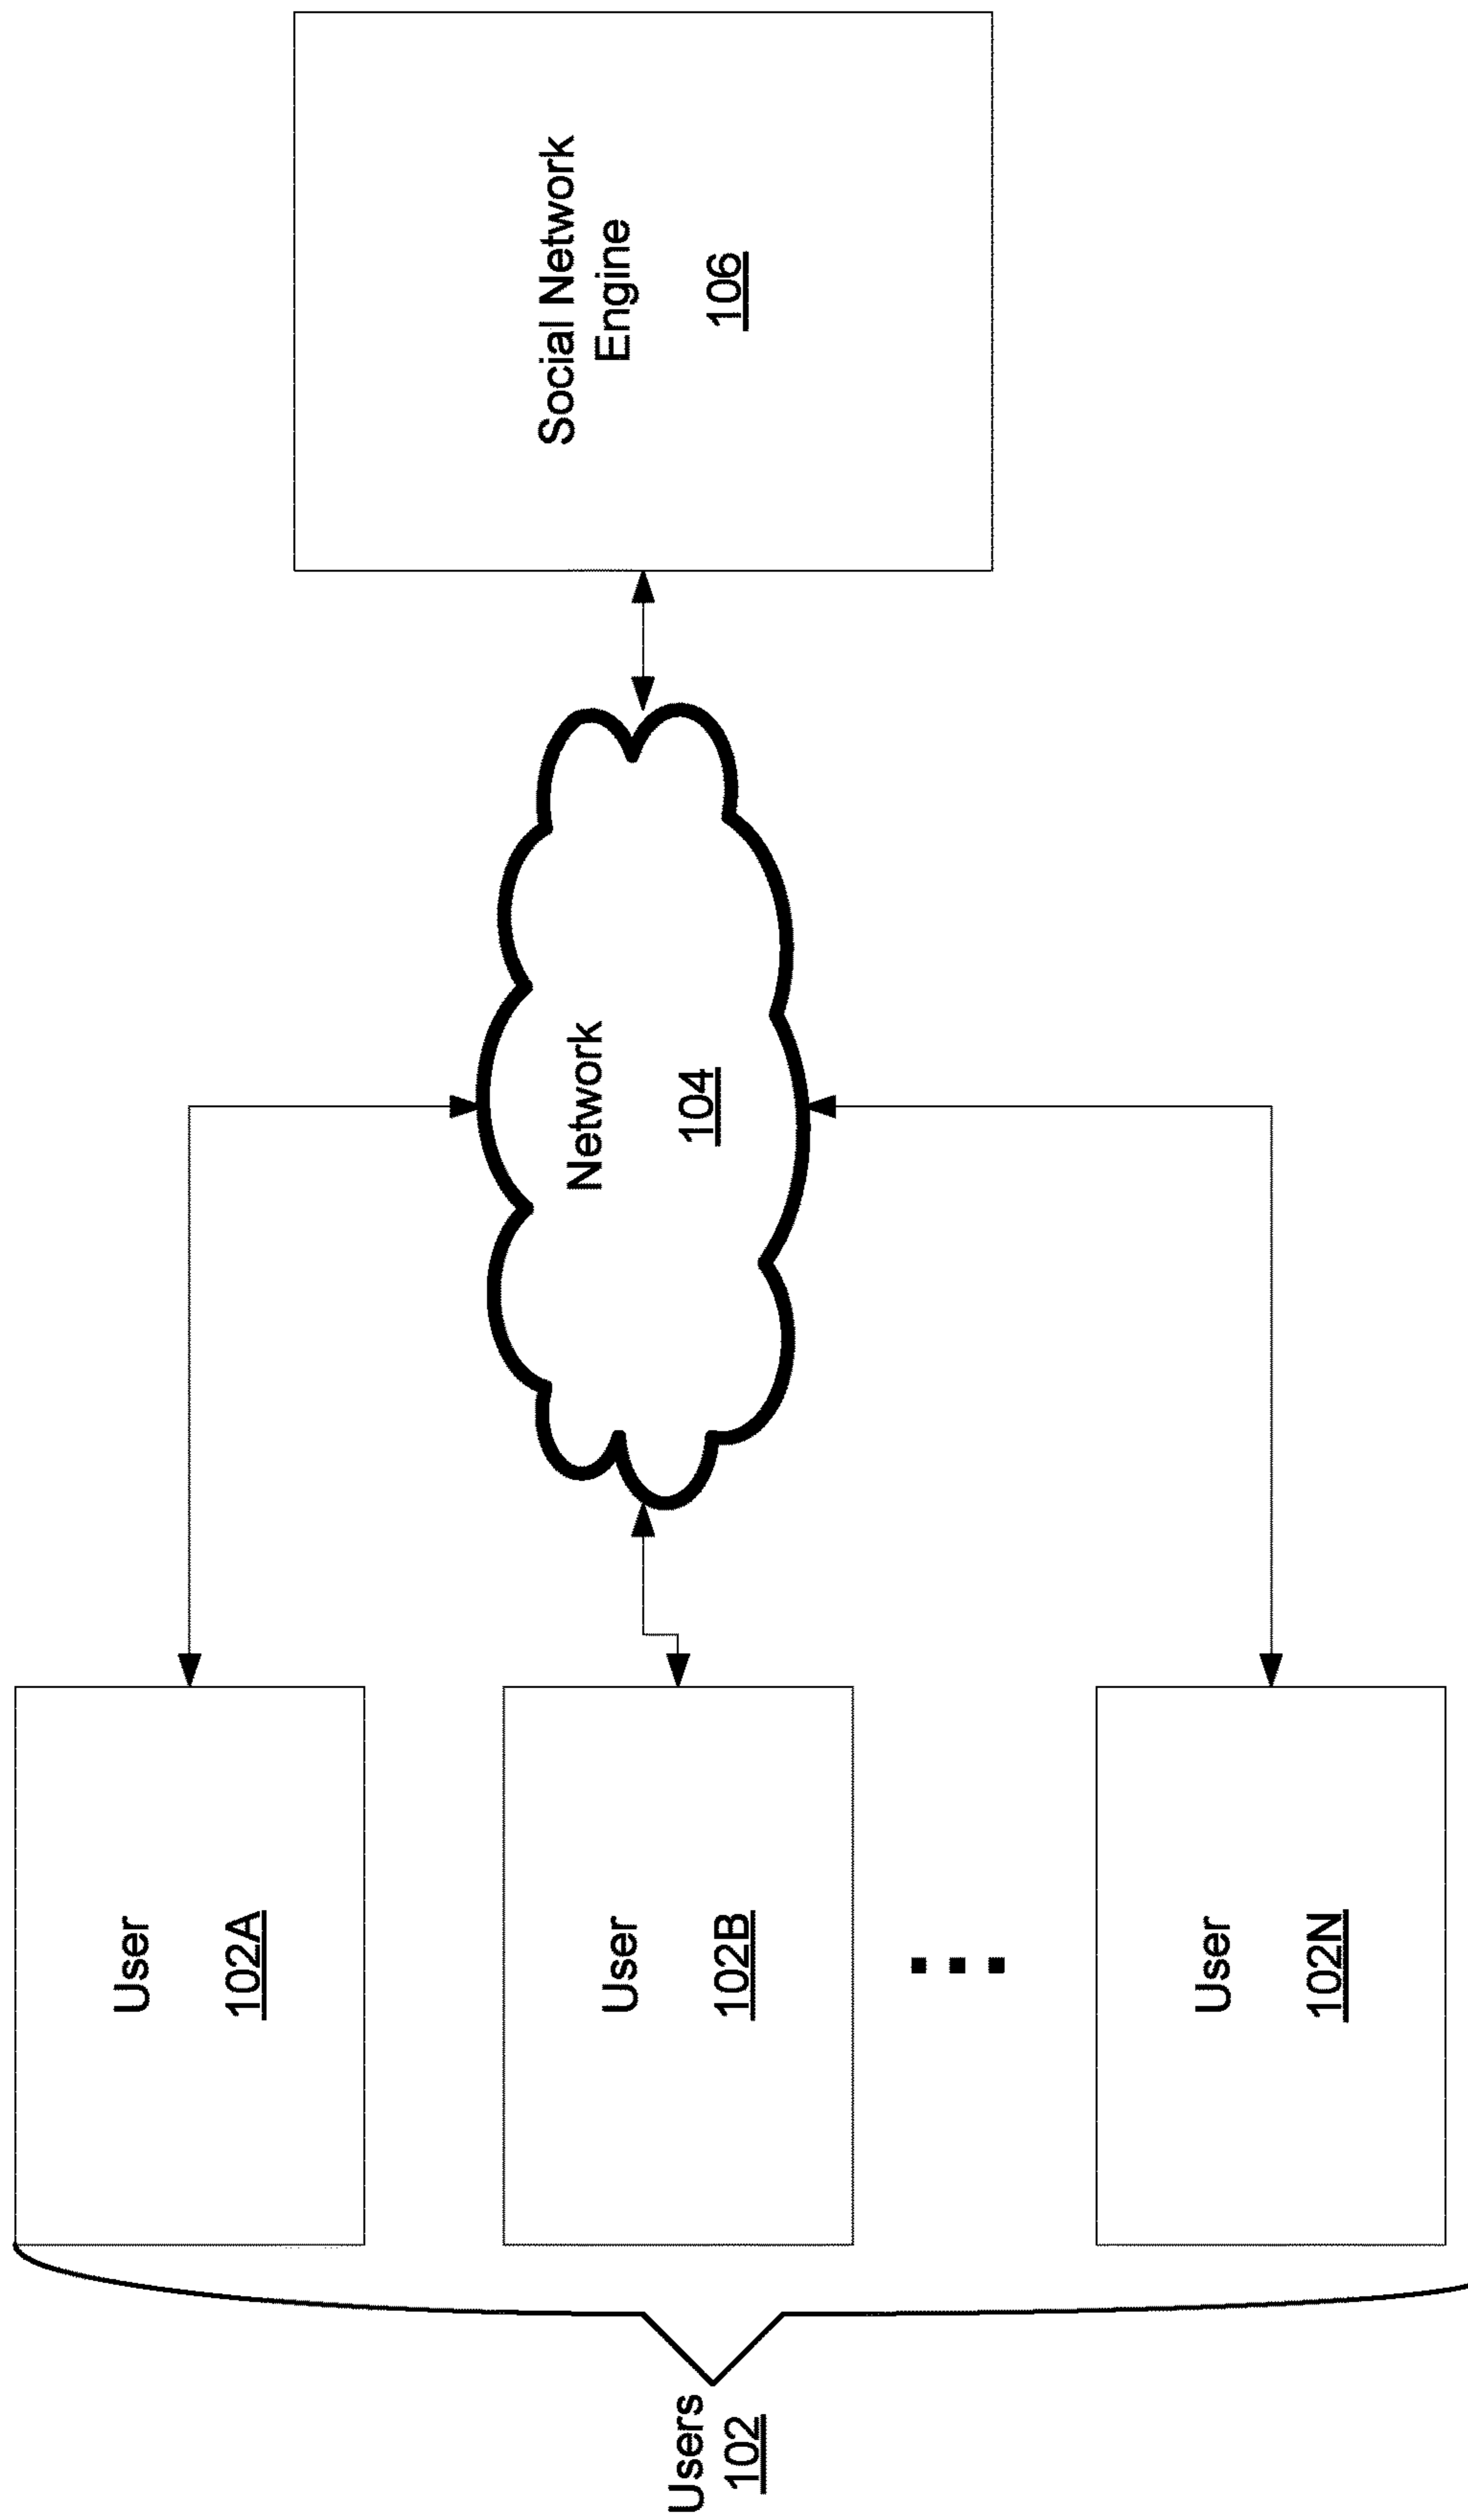 Users
102
User
102A
User
102B
User
102N
Network
104
Social Network
Engine
106